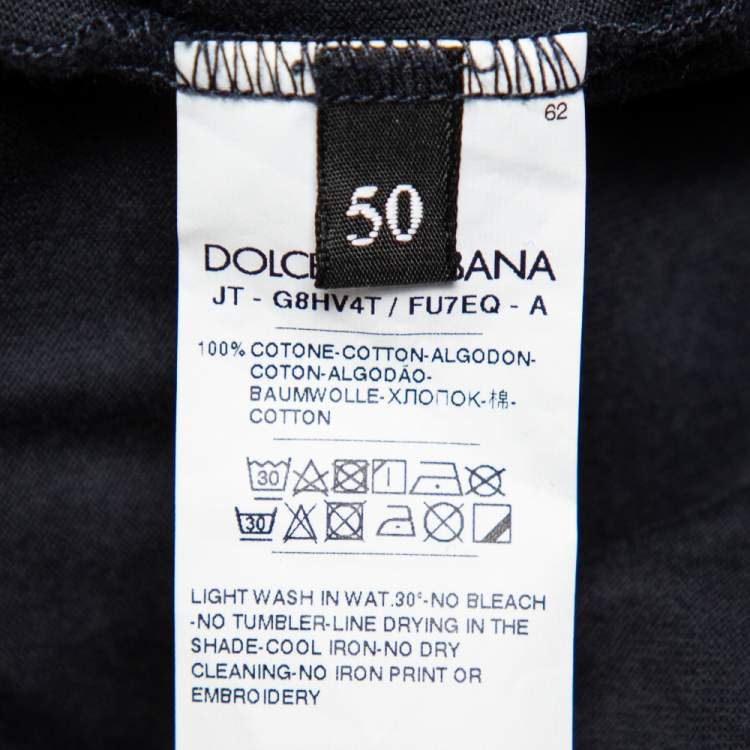 62
50
DOLCE BANA
JT - G8HV4T / FU7EQ - A
100% COTONE-COTTON-ALGODON-
COTON-ALGODÃO-
BAUMWOLLE-ХЛОПОК-棉-
COTTON
30
30
LIGHT WASH IN WAT.30°-NO BLEACH
-NO TUMBLER-LINE DRYING IN THE
SHADE-COOL IRON-NO DRY
CLEANING-NO IRON PRINT OR
EMBROIDERY